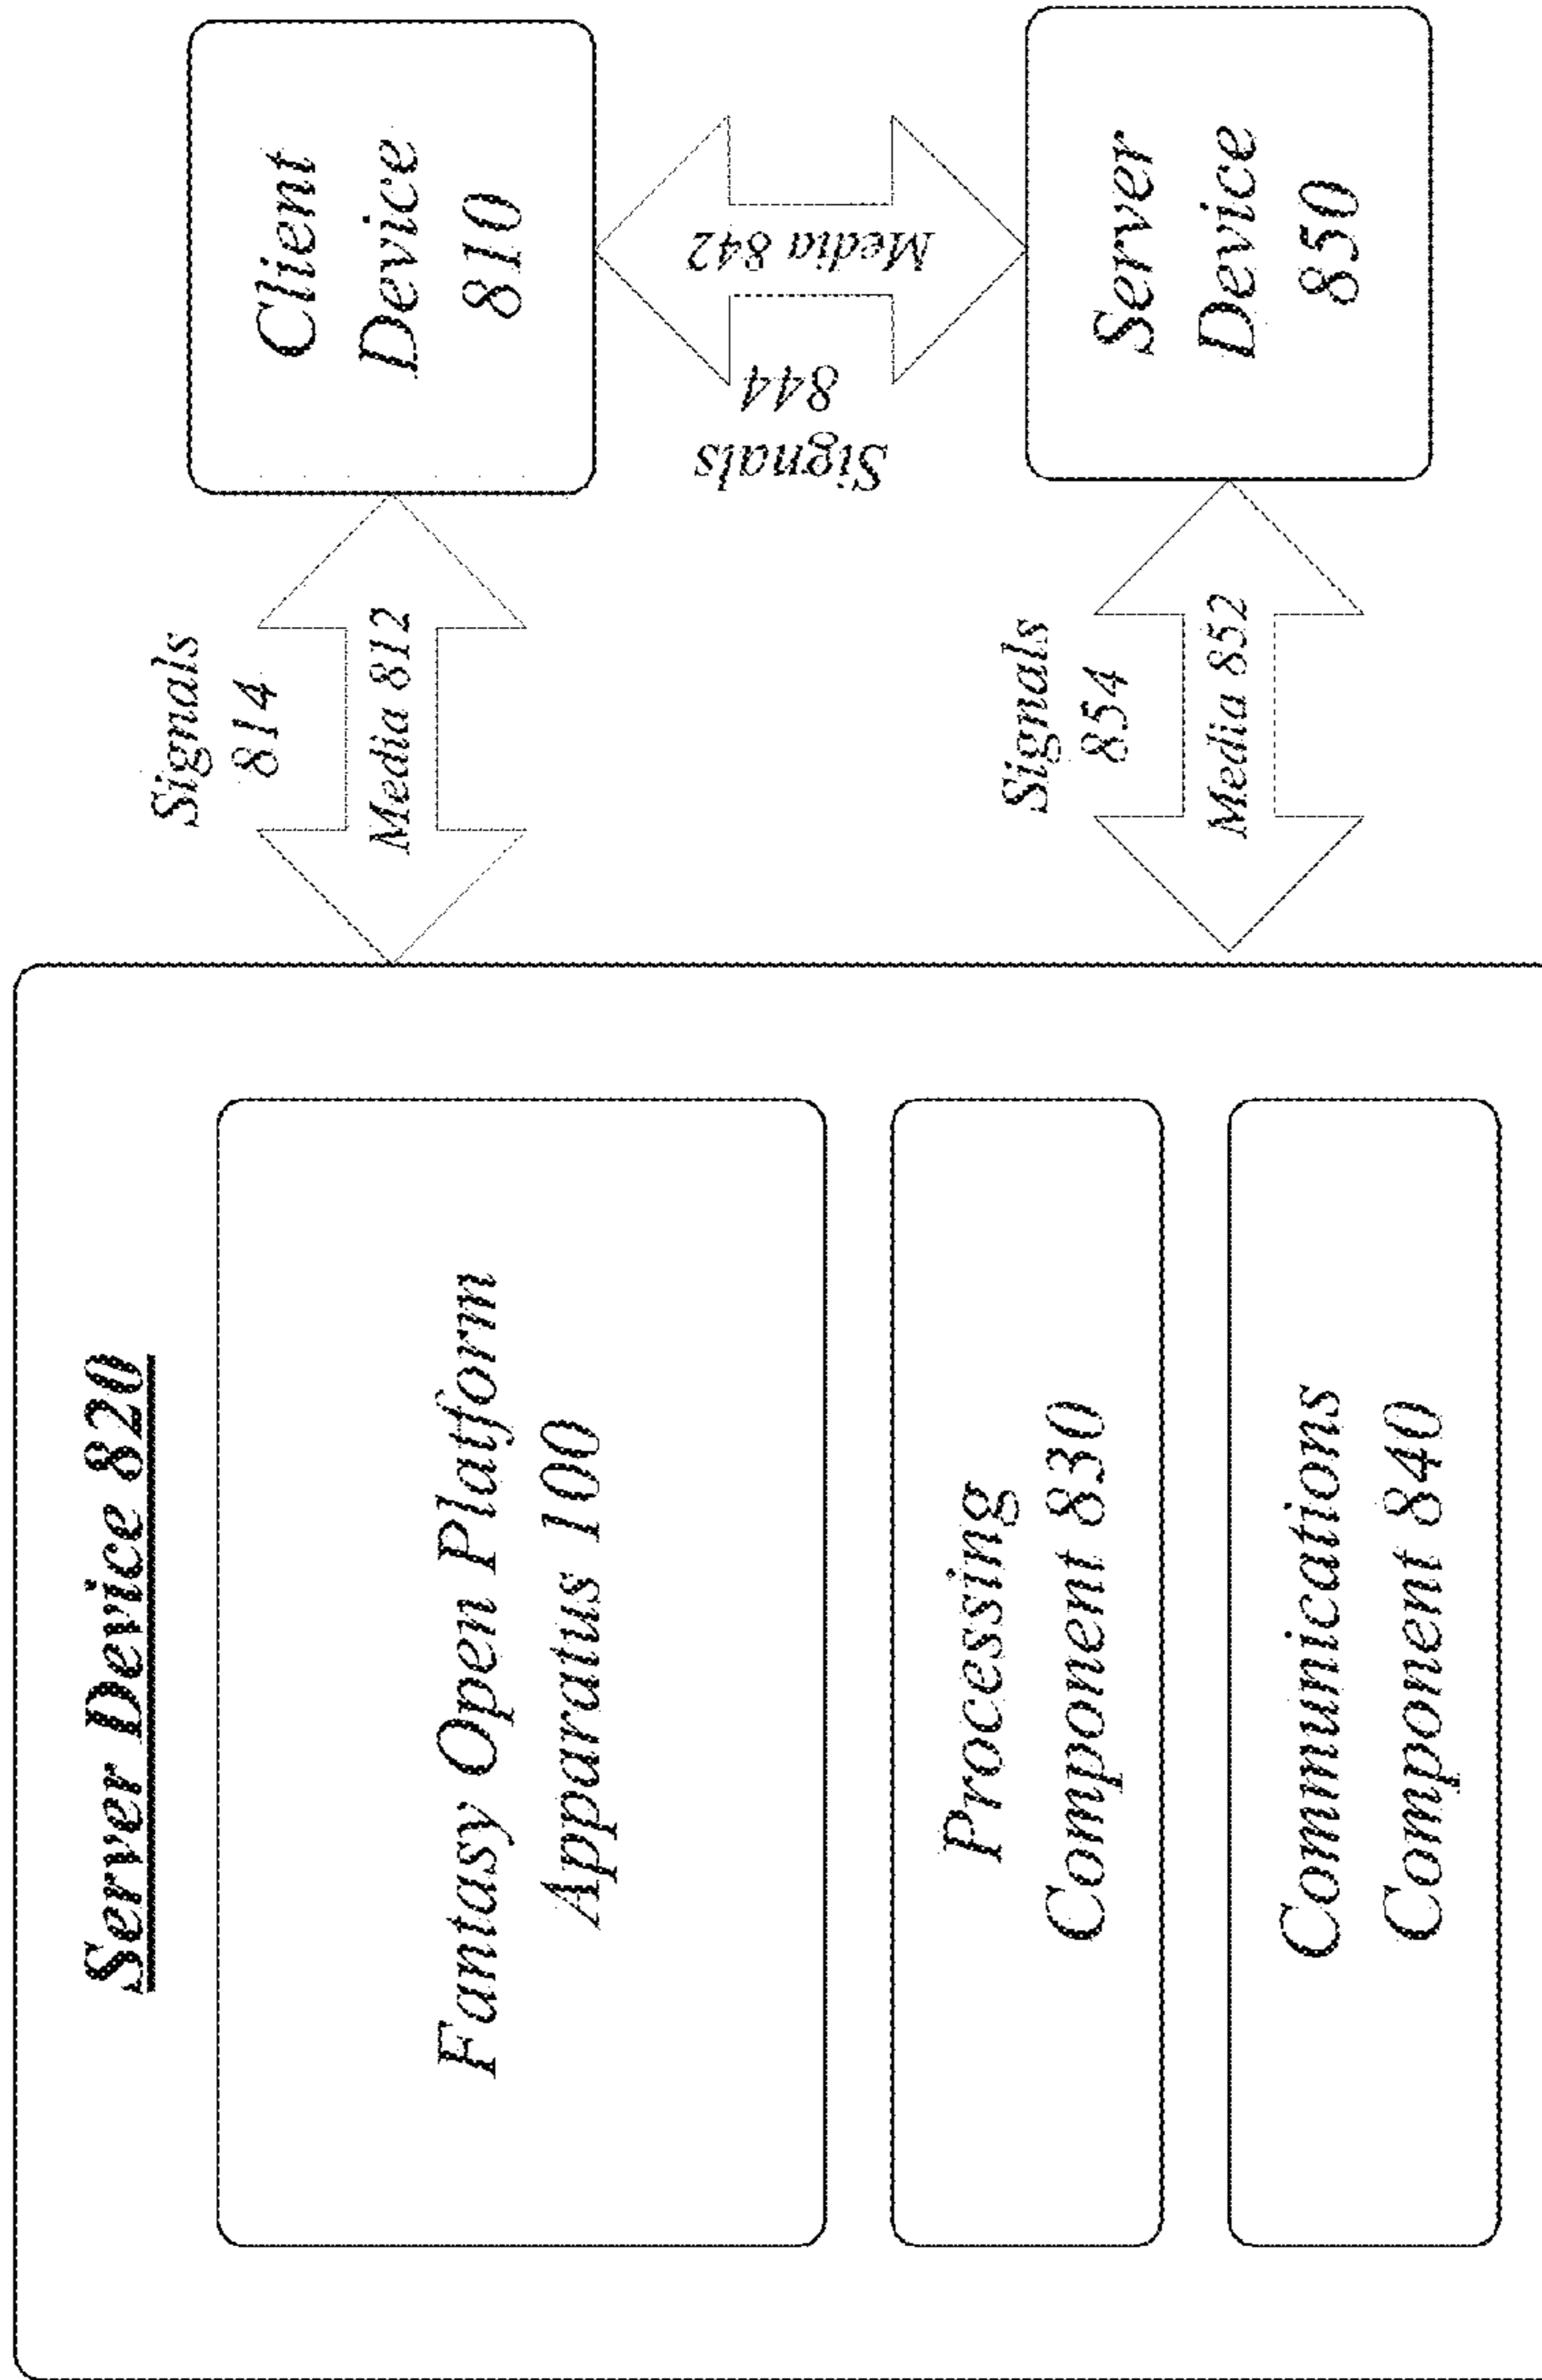 Server Device 820
Fantasy Open Platform
Apparatus 100
Processing
Component 830
Communications
Component 840
Signals
814
Media 812
Client
Device
810
Signals
844
Media 842
Signals
854
Media 852
Server
Device
850